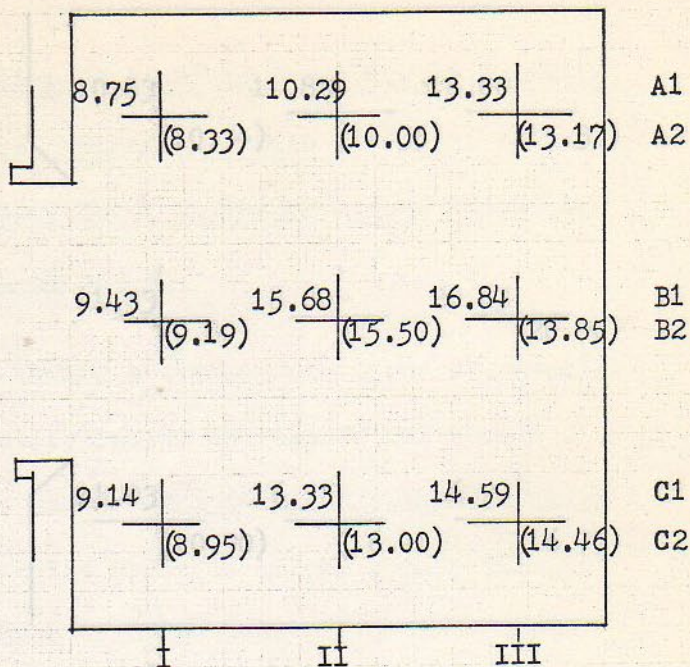 8.75 10.29 13.33 A1
(8.33) (10.00) (13.17) A2
9.43 15.68 16.84 B1
(9.19) (15.50) (13.85) B2
9.14 13.33 14.59 C1
(8.95) (13.00) (14.46) C2
I II III